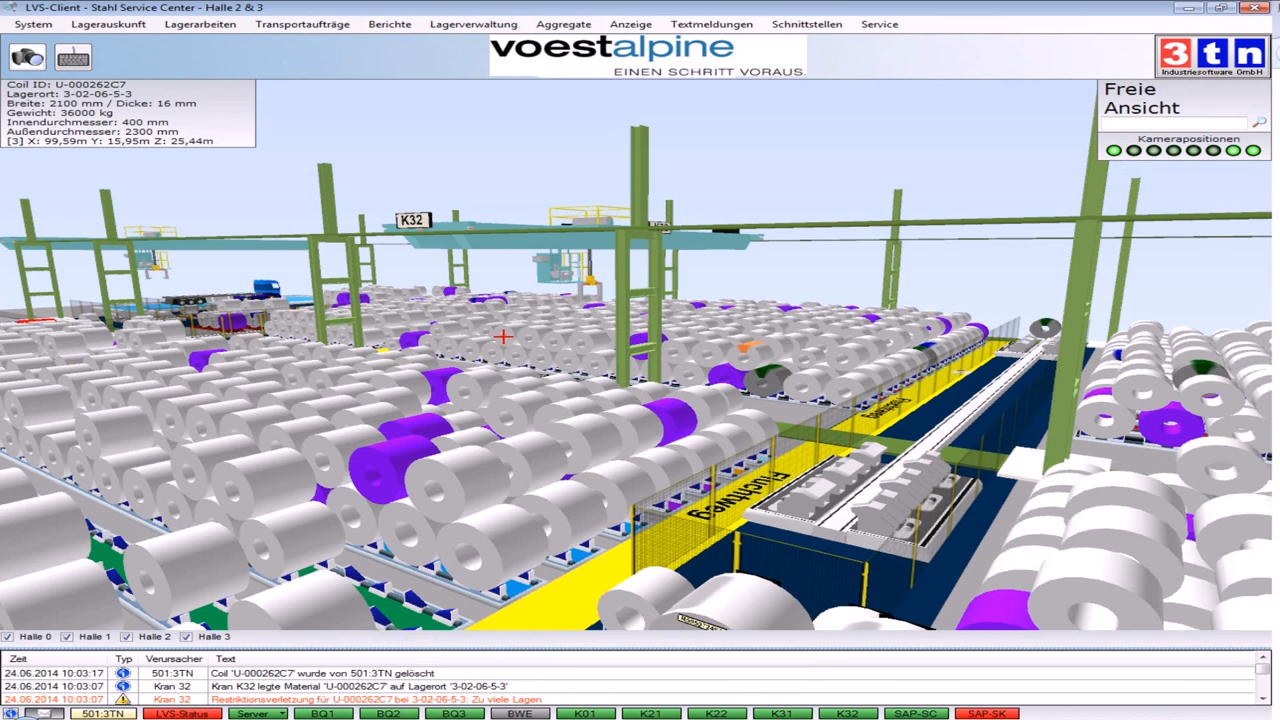 LVS-Client - Stahl Service Center - Halle 2 & 3
System Lagerauskunft Lagerarbeiten Transportaufträge Berichte Lagerverwaltung Aggregate Anzeige Textmeldungen Schnittstellen Service
voestalpine
EINEN SCHRITT VORAUS.
3tn
Industriesoftware GmbH
Coil ID: U-000262C7
Lagerort: 3-02-06-5-3
Breite: 2100 mm / Dicke: 16 mm
Gewicht: 36000 kg
Innendurchmesser: 400 mm
Außendurchmesser: 2300 mm
[3] X: 99,59m Y: 15,95m Z: 25,44m
Freie
Ansicht
Kamerapositionen
K32
Fluchtweg
Fluchtweg
Halle 0 Halle 1 Halle 2 Halle 3
Zeit Typ Verursacher Text
24.06.2014 10:03:17 501:3TN Coil 'U-000262C7' wurde von 501:3TN gelöscht
24.06.2014 10:03:07 Kran 32 Kran K32 legte Material 'U-000262C7' auf Lagerort '3-02-06-5-3'
24.06.2014 10:03:07 Kran 32 Restriktionsverletzung für U-000262C7 bei 3-02-06-5-3: Zu viele Lagen
501:3TN LVS-Status Server BQ1 BQ2 BQ3 BWE K01 K21 K22 K31 K32 SAP-SC SAP-SK